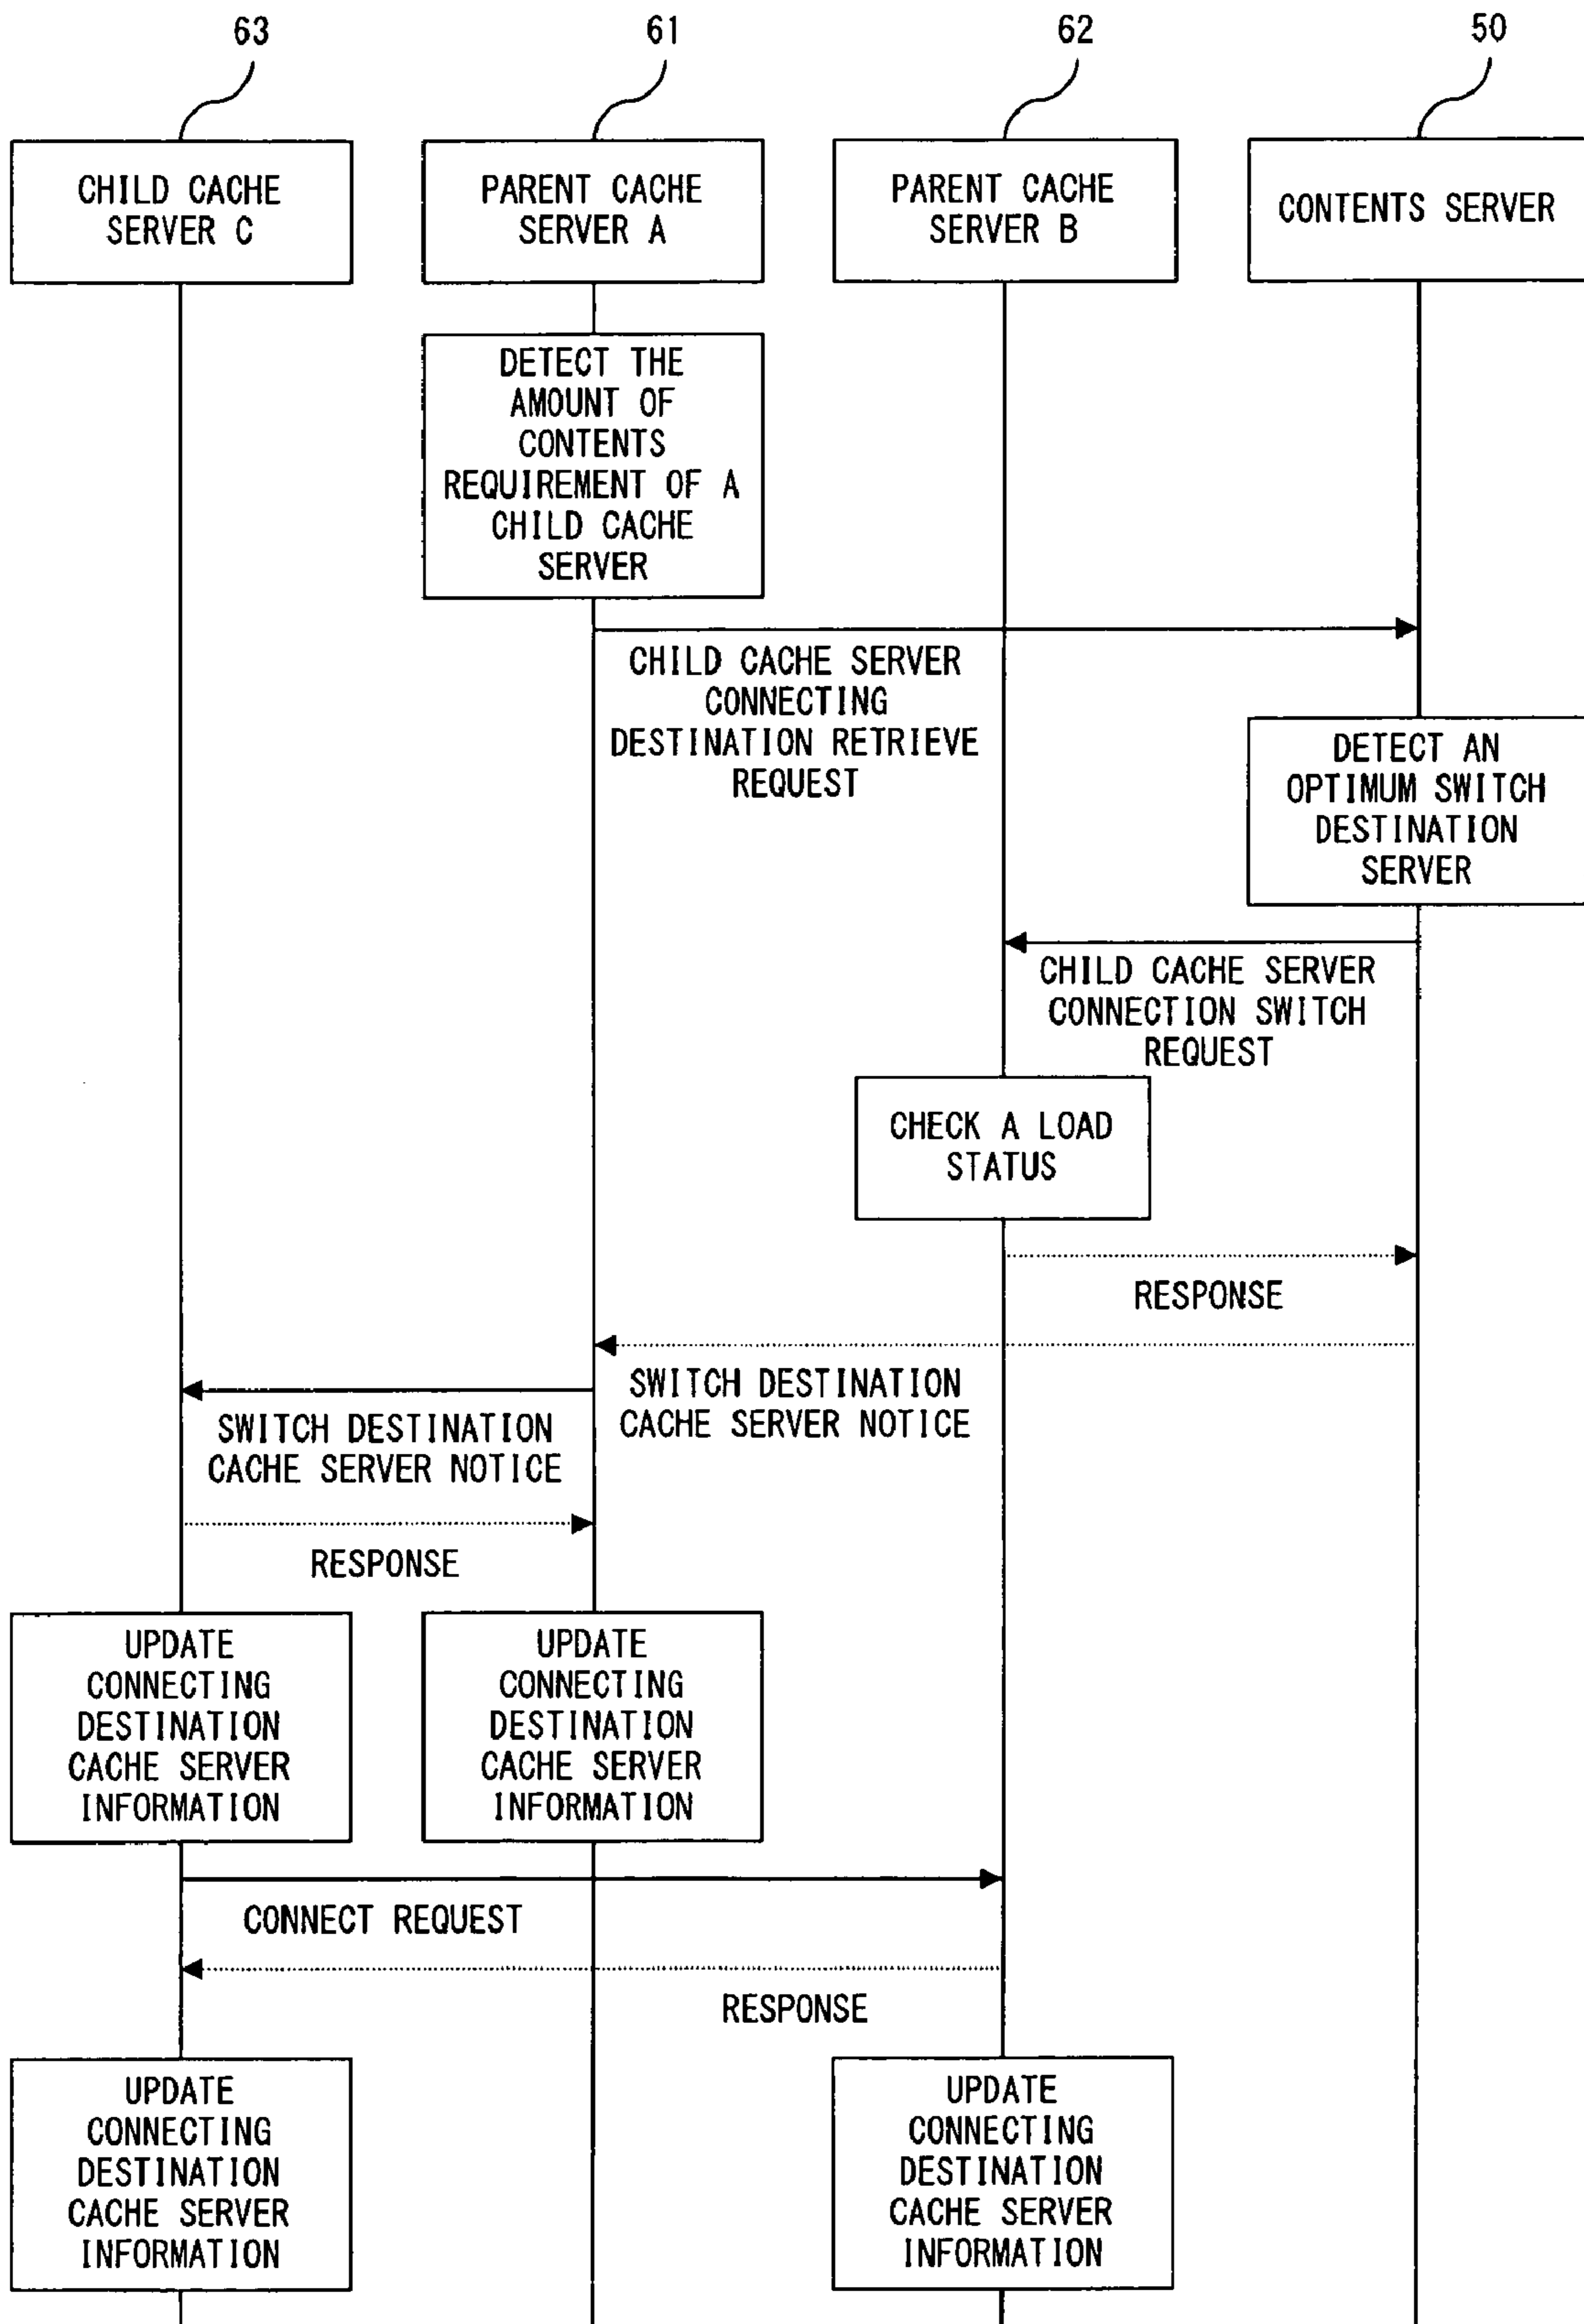 63
61
62
50
CHILD CACHE
SERVER C
PARENT CACHE
SERVER A
PARENT CACHE
SERVER B
CONTENTS SERVER
DETECT THE
AMOUNT OF
CONTENTS
REQUIREMENT OF A
CHILD CACHE
SERVER
CHILD CACHE SERVER
CONNECTING
DESTINATION RETRIEVE
REQUEST
DETECT AN
OPTIMUM SWITCH
DESTINATION
SERVER
CHILD CACHE SERVER
CONNECTION SWITCH
REQUEST
CHECK A LOAD
STATUS
RESPONSE
SWITCH DESTINATION
CACHE SERVER NOTICE
SWITCH DESTINATION
CACHE SERVER NOTICE
RESPONSE
UPDATE
CONNECTING
DESTINATION
CACHE SERVER
INFORMATION
UPDATE
CONNECTING
DESTINATION
CACHE SERVER
INFORMATION
CONNECT REQUEST
RESPONSE
UPDATE
CONNECTING
DESTINATION
CACHE SERVER
INFORMATION
UPDATE
CONNECTING
DESTINATION
CACHE SERVER
INFORMATION